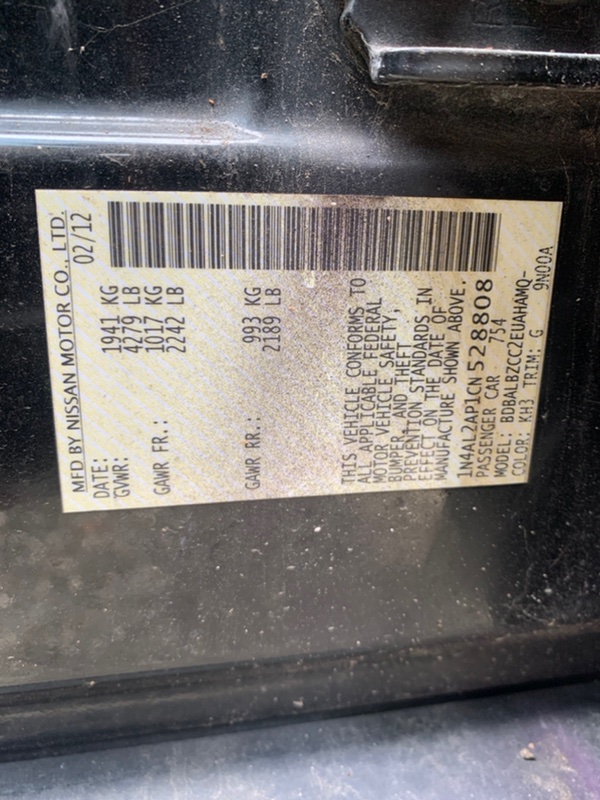 MFD BY NISSAN MOTOR CO., LTD.
DATE: 02/12
GVWR: 1941 KG
4279 LB
GAWR FR.: 1017 KG
2242 LB
GAWR RR.: 993 KG
2189 LB
THIS VEHICLE CONFORMS TO
ALL APPLICABLE FEDERAL
MOTOR VEHICLE SAFETY,
BUMPER, AND THEFT
PREVENTION STANDARDS IN
EFFECT ON THE DATE OF
MANUFACTURE SHOWN ABOVE.
1N4AL2AP1CN528808
PASSENGER CAR 754
MODEL: BDBALBZCC2EUAHAMQ-
COLOR: KH3 TRIM: G 9N00A